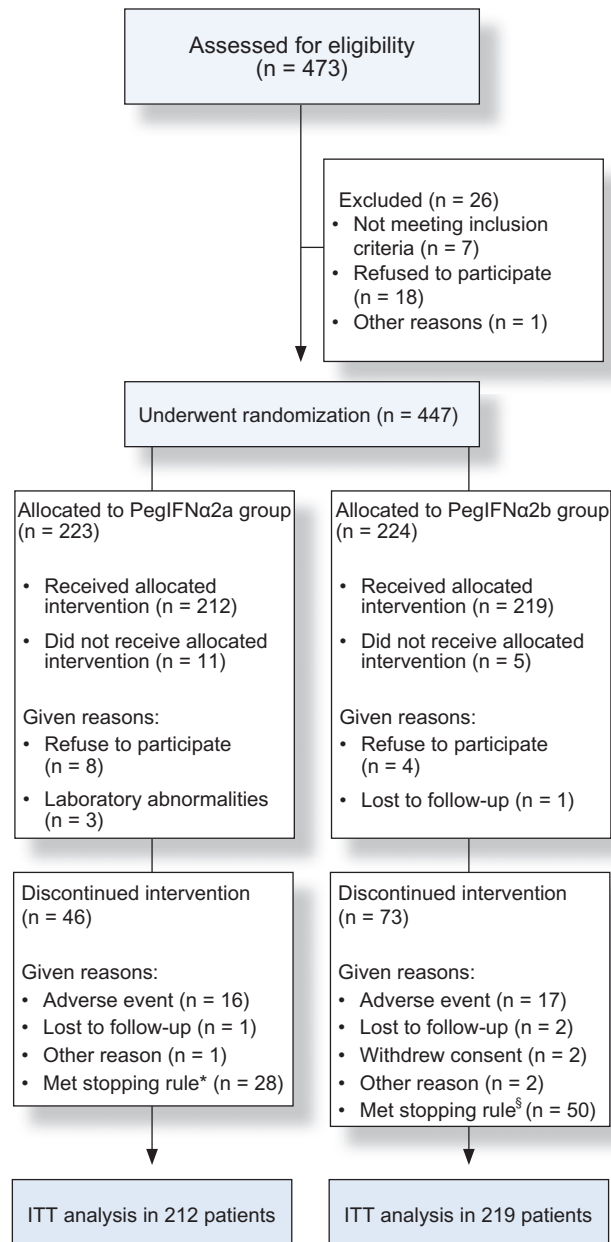 Assessed for eligibility
(n = 473)
Excluded (n = 26)
• Not meeting inclusion
criteria (n = 7)
• Refused to participate
(n = 18)
• Other reasons (n = 1)
Underwent randomization (n = 447)
Allocated to PegIFNα2a group
(n = 223)
• Received allocated
intervention (n = 212)
• Did not receive allocated
intervention (n = 11)
Given reasons:
• Refuse to participate
(n = 8)
• Laboratory abnormalities
(n = 3)
Allocated to PegIFNα2b group
(n = 224)
• Received allocated
intervention (n = 219)
• Did not receive allocated
intervention (n = 5)
Given reasons:
• Refuse to participate
(n = 4)
• Lost to follow-up (n = 1)
Discontinued intervention
(n = 46)
Given reasons:
• Adverse event (n = 16)
• Lost to follow-up (n = 1)
• Other reason (n = 1)
• Met stopping rule* (n = 28)
Discontinued intervention
(n = 73)
Given reasons:
• Adverse event (n = 17)
• Lost to follow-up (n = 2)
• Withdrew consent (n = 2)
• Other reason (n = 2)
• Met stopping rule§ (n = 50)
ITT analysis in 212 patients
ITT analysis in 219 patients